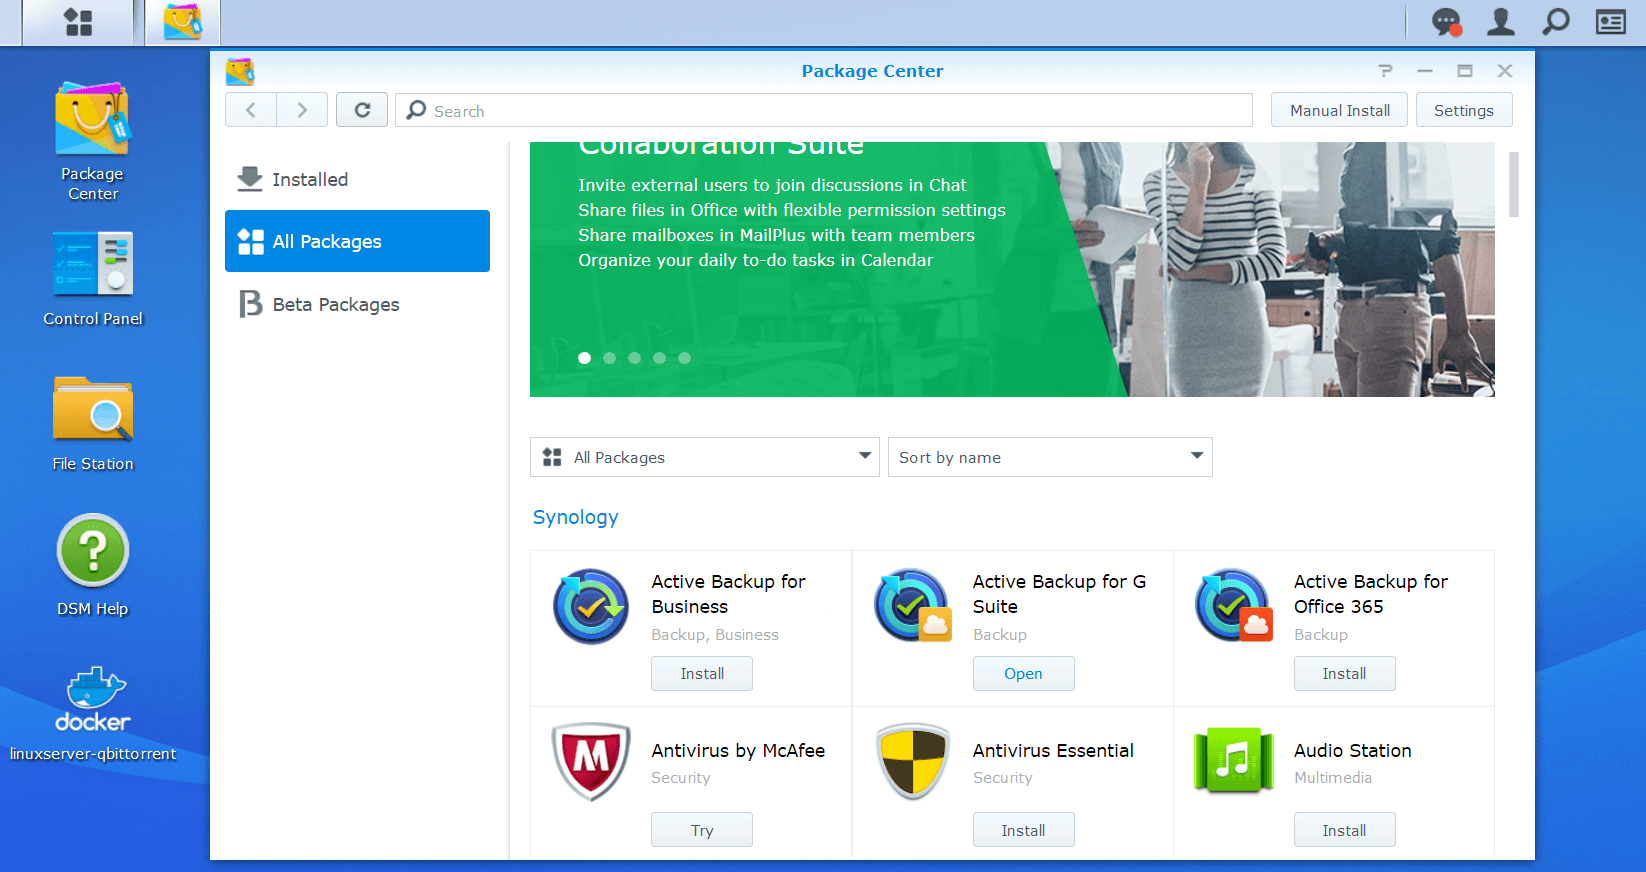 Package Center
Search
Manual Install
Settings
Package
Center
Control Panel
File Station
DSM Help
docker
linuxserver-qbittorrent
Installed
All Packages
Beta Packages
Collaboration Suite
Invite external users to join discussions in Chat
Share files in Office with flexible permission settings
Share mailboxes in MailPlus with team members
Organize your daily to-do tasks in Calendar
All Packages
Sort by name
Synology
Active Backup for
Business
Backup, Business
Install
Active Backup for G
Suite
Backup
Open
Active Backup for
Office 365
Backup
Install
Antivirus by McAfee
Security
Try
Antivirus Essential
Security
Install
Audio Station
Multimedia
Install